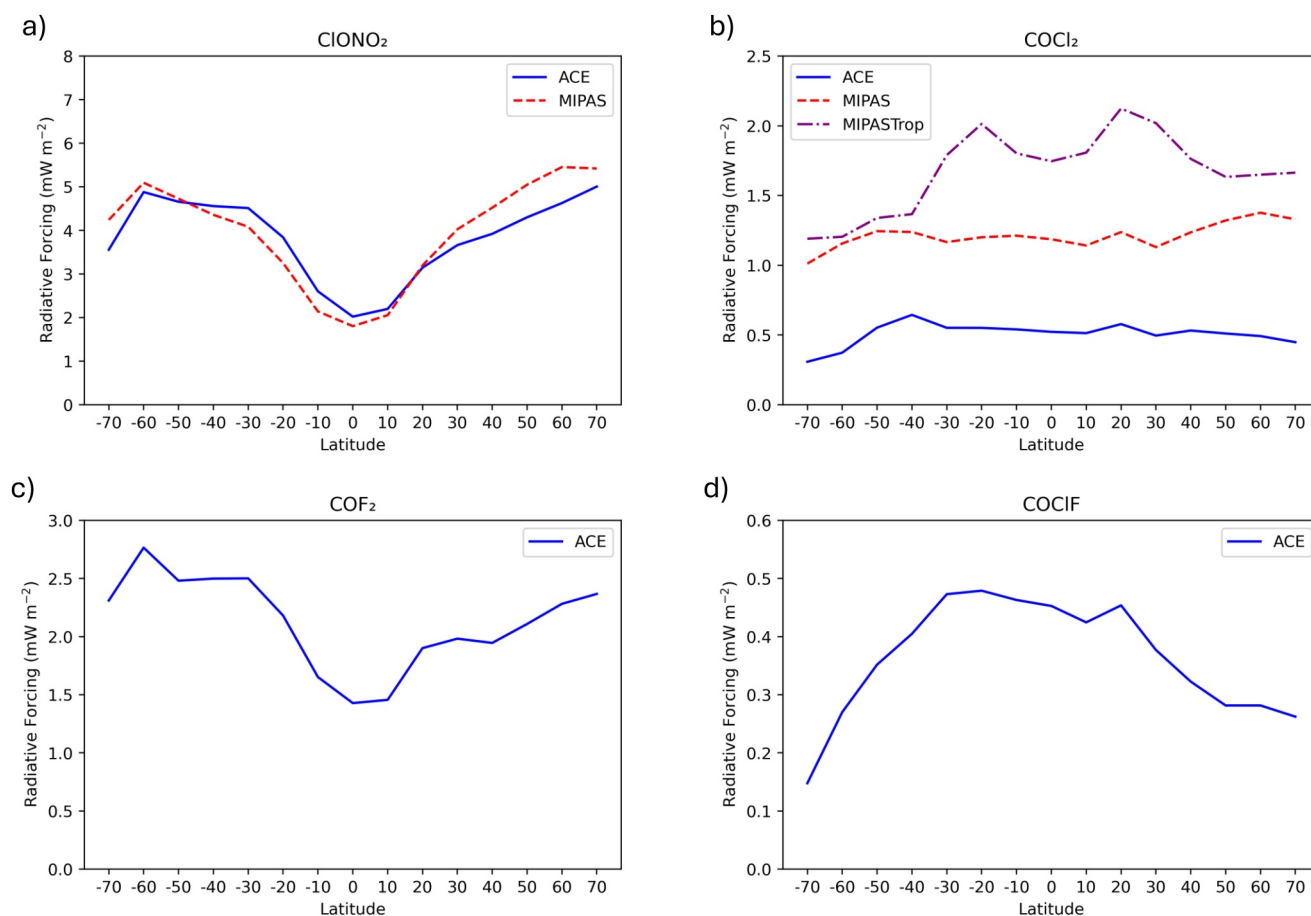 a)
ClONO₂
Radiative Forcing (mW m⁻²)
8
7
6
5
4
3
2
1
0
ACE
MIPAS
-70 -60 -50 -40 -30 -20 -10 0 10 20 30 40 50 60 70
Latitude
b)
COCl₂
Radiative Forcing (mW m⁻²)
2.5
2.0
1.5
1.0
0.5
0.0
ACE
MIPAS
MIPASTrop
-70 -60 -50 -40 -30 -20 -10 0 10 20 30 40 50 60 70
Latitude
c)
COF₂
Radiative Forcing (mW m⁻²)
3.0
2.5
2.0
1.5
1.0
0.5
0.0
ACE
-70 -60 -50 -40 -30 -20 -10 0 10 20 30 40 50 60 70
Latitude
d)
COClF
Radiative Forcing (mW m⁻²)
0.6
0.5
0.4
0.3
0.2
0.1
0.0
ACE
-70 -60 -50 -40 -30 -20 -10 0 10 20 30 40 50 60 70
Latitude